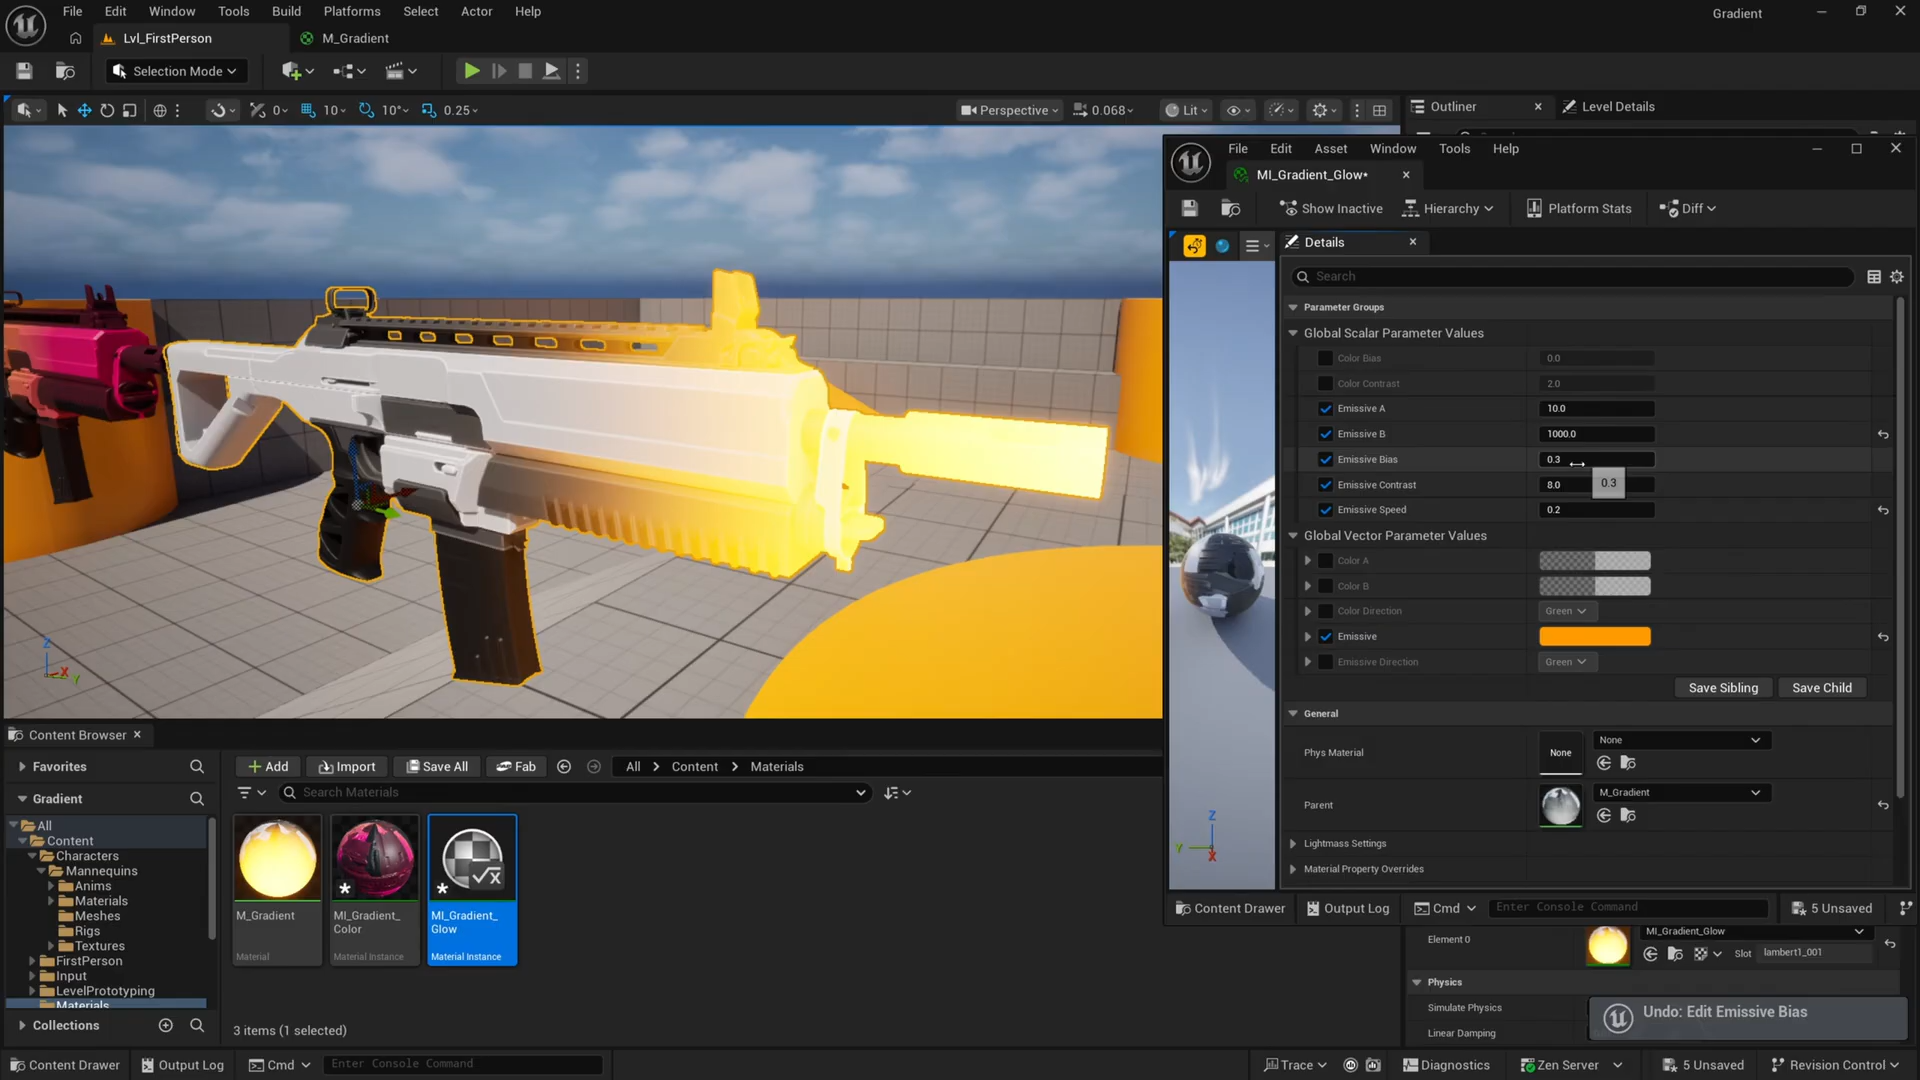 File Edit Window Tools Build Platforms Select Actor Help
Gradient
Lvl_FirstPerson
M_Gradient
Selection Mode
0
10
10°
0.25
Perspective
0.068
Lit
Outliner
Level Details
File Edit Asset Window Tools Help
MI_Gradient_Glow*
Show Inactive
Hierarchy
Platform Stats
Diff
Details
Search
Parameter Groups
Global Scalar Parameter Values
Color Bias 0.0
Color Contrast 2.0
Emissive A 10.0
Emissive B 1000.0
Emissive Bias 0.3
Emissive Contrast 8.0
0.3
Emissive Speed 0.2
Global Vector Parameter Values
Color A
Color B
Color Direction Green
Emissive
Emissive Direction Green
Save Sibling
Save Child
General
Phys Material None None
Parent M_Gradient
Lightmass Settings
Material Property Overrides
Content Drawer
Output Log
Cmd
Enter Console Command
5 Unsaved
Z
X
Y
Z
Y
X
Content Browser
Favorites
Gradient
All
Content
Characters
Mannequins
Anims
Materials
Meshes
Rigs
Textures
FirstPerson
Input
LevelPrototyping
Materials
Collections
Add
Import
Save All
Fab
All > Content > Materials
Search Materials
M_Gradient
Material
MI_Gradient_
Color
Material Instance
MI_Gradient_
Glow
Material Instance
3 items (1 selected)
Element 0
MI_Gradient_Glow
Slot lambert1_001
Physics
Simulate Physics
Linear Damping
Undo: Edit Emissive Bias
Content Drawer
Output Log
Cmd
Enter Console Command
Trace
Diagnostics
Zen Server
5 Unsaved
Revision Control